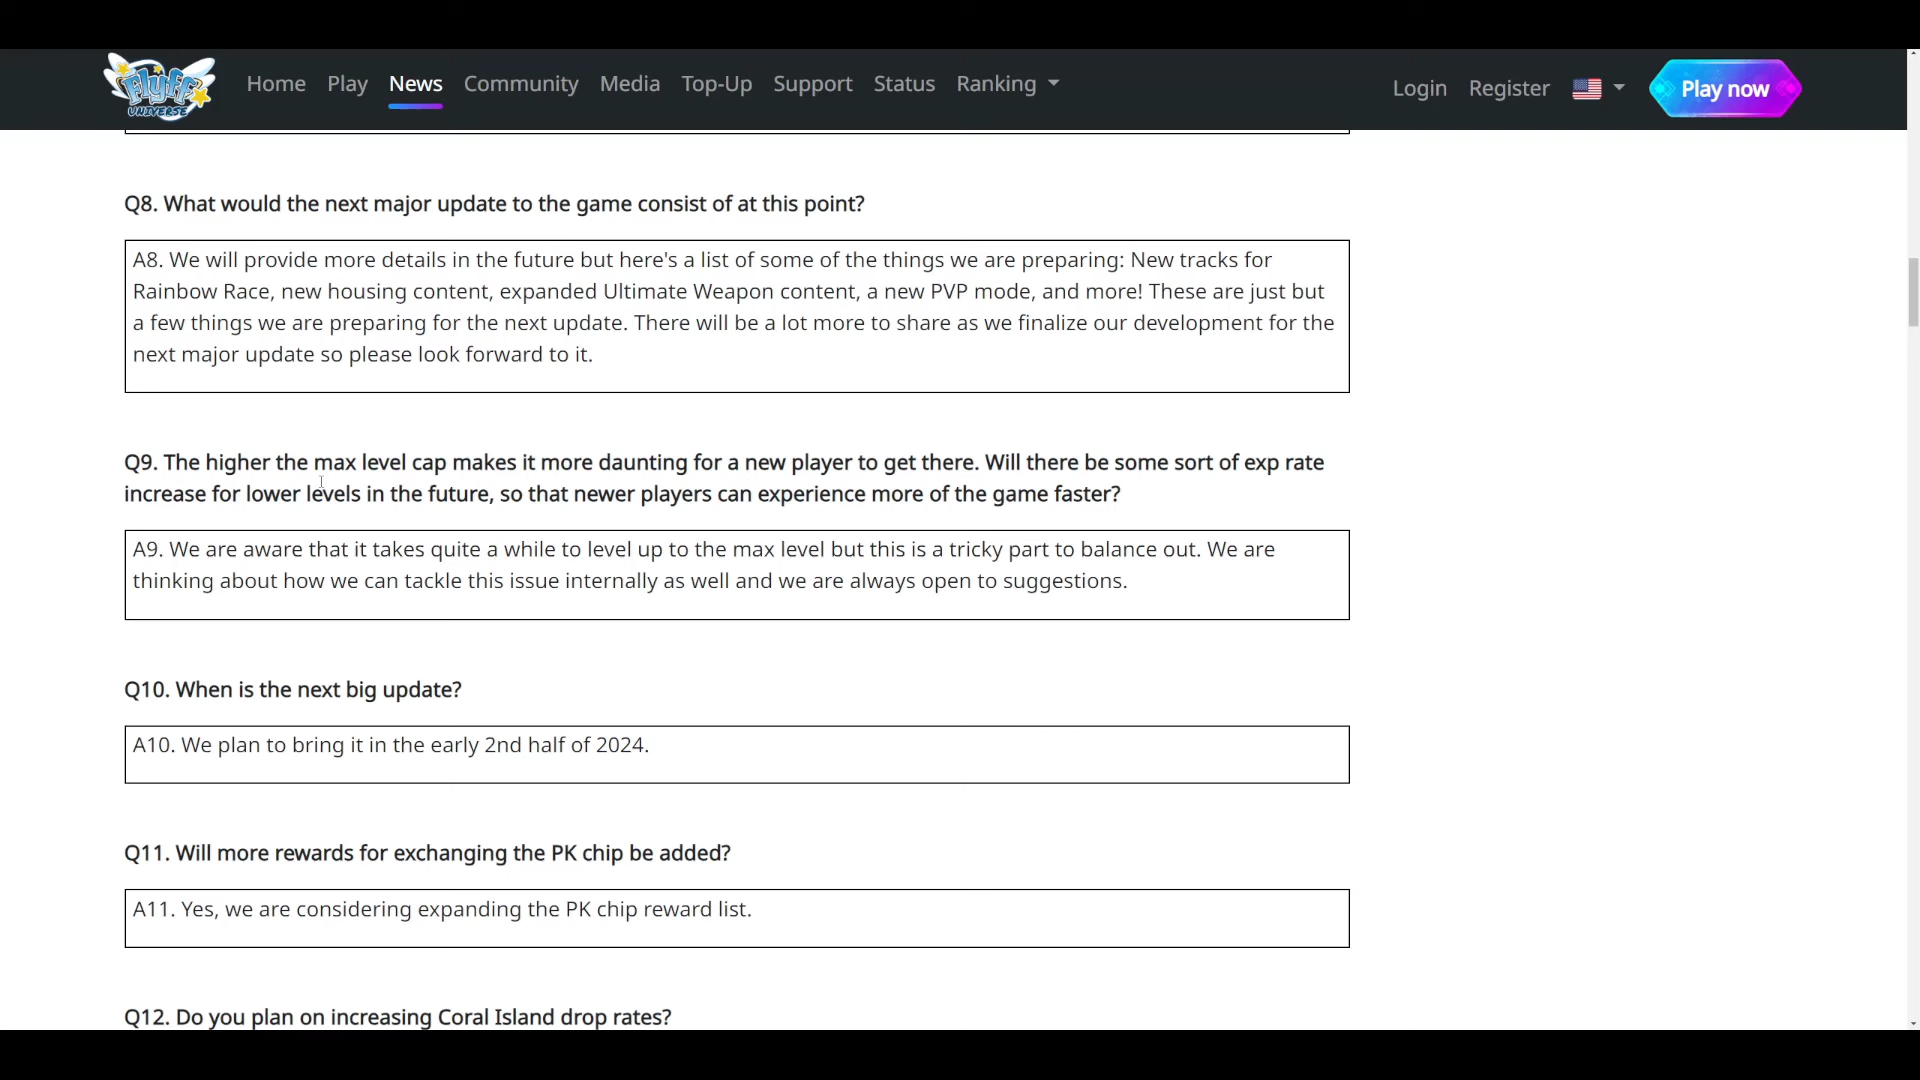 Flyff
UNIVERSE
Home Play News Community Media Top-Up Support Status Ranking
Login Register Play now
Q8. What would the next major update to the game consist of at this point?
A8. We will provide more details in the future but here's a list of some of the things we are preparing: New tracks for
Rainbow Race, new housing content, expanded Ultimate Weapon content, a new PVP mode, and more! These are just but
a few things we are preparing for the next update. There will be a lot more to share as we finalize our development for the
next major update so please look forward to it.
Q9. The higher the max level cap makes it more daunting for a new player to get there. Will there be some sort of exp rate
increase for lower levels in the future, so that newer players can experience more of the game faster?
A9. We are aware that it takes quite a while to level up to the max level but this is a tricky part to balance out. We are
thinking about how we can tackle this issue internally as well and we are always open to suggestions.
Q10. When is the next big update?
A10. We plan to bring it in the early 2nd half of 2024.
Q11. Will more rewards for exchanging the PK chip be added?
A11. Yes, we are considering expanding the PK chip reward list.
Q12. Do you plan on increasing Coral Island drop rates?